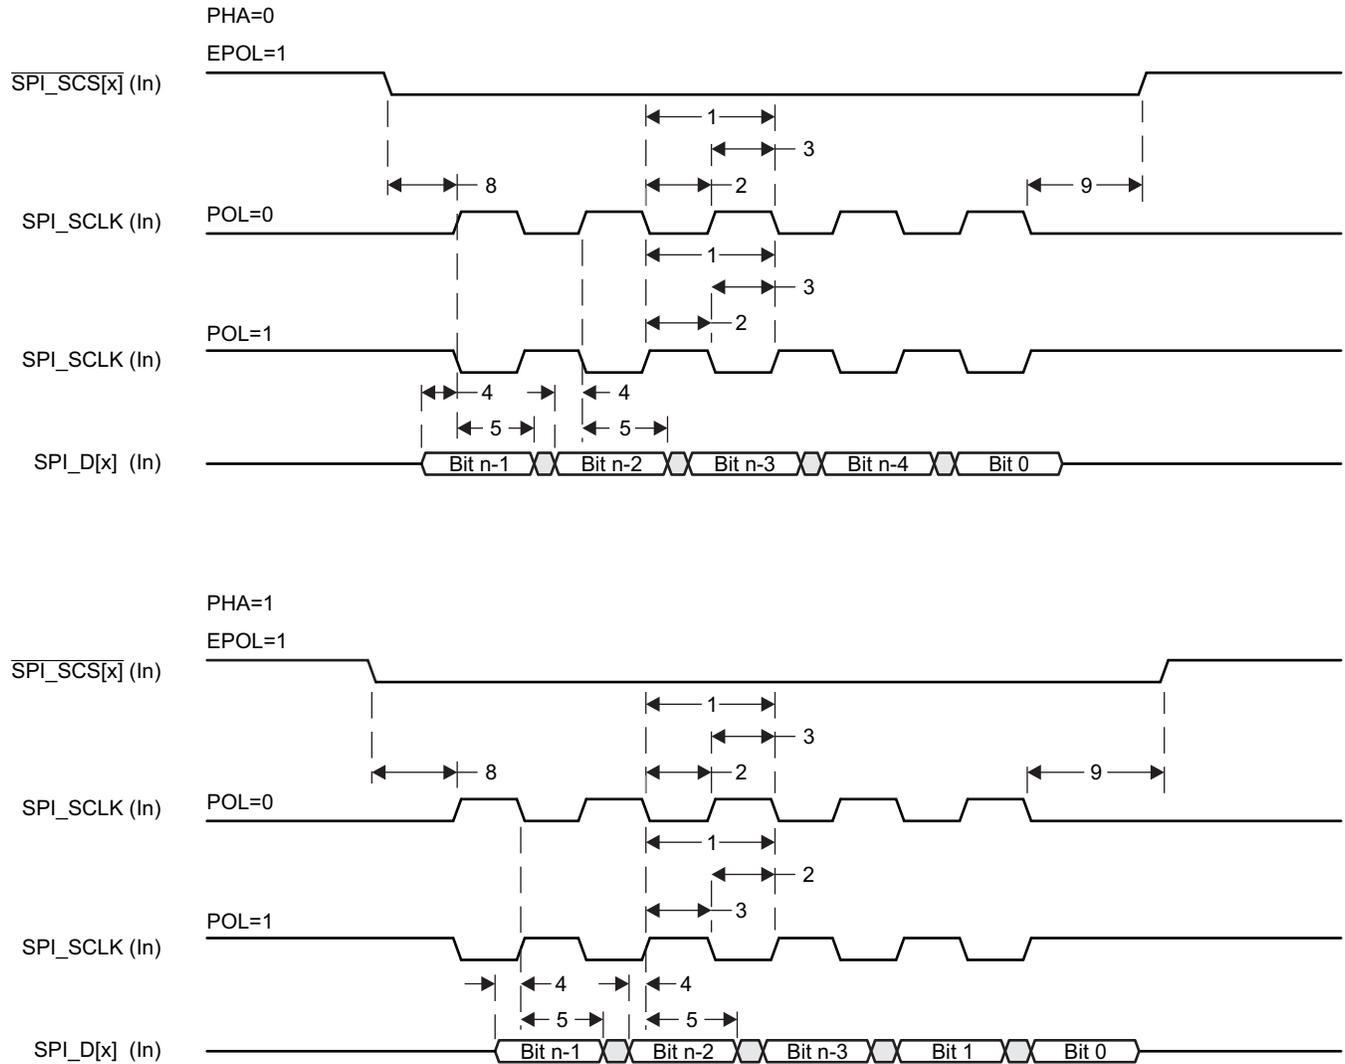 PHA=0
EPOL=1
SPI_SCS[x] (In)
1
3
8
2
9
POL=0
SPI_SCLK (In)
1
3
2
POL=1
SPI_SCLK (In)
4
4
5
5
SPI_D[x] (In)
Bit n-1
Bit n-2
Bit n-3
Bit n-4
Bit 0
PHA=1
EPOL=1
SPI_SCS[x] (In)
1
3
8
2
9
POL=0
SPI_SCLK (In)
1
2
3
POL=1
SPI_SCLK (In)
4
4
5
5
SPI_D[x] (In)
Bit n-1
Bit n-2
Bit n-3
Bit 1
Bit 0